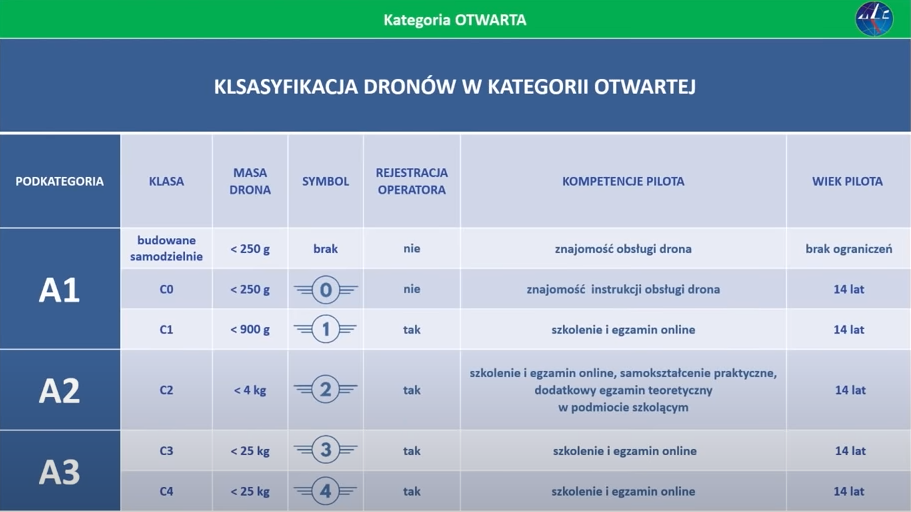 Kategoria OTWARTA
KLSASYFIKACJA DRONÓW W KATEGORII OTWARTEJ
PODKATEGORIA KLASA MASA DRONA SYMBOL REJESTRACJA OPERATORA KOMPETENCJE PILOTA WIEK PILOTA
A1
budowane samodzielnie < 250 g brak nie znajomość obsługi drona brak ograniczeń
C0 < 250 g 0 nie znajomość instrukcji obsługi drona 14 lat
C1 < 900 g 1 tak szkolenie i egzamin online 14 lat
A2
C2 < 4 kg 2 tak szkolenie i egzamin online, samokształcenie praktyczne, dodatkowy egzamin teoretyczny w podmiocie szkolącym 14 lat
A3
C3 < 25 kg 3 tak szkolenie i egzamin online 14 lat
C4 < 25 kg 4 tak szkolenie i egzamin online 14 lat